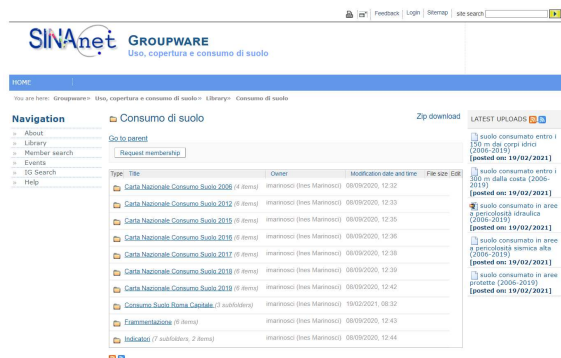 Feedback Login Sitemap site search
SINAnet
GROUPWARE
Uso, copertura e consumo di suolo
HOME
You are here: Groupware» Uso, copertura e consumo di suolo» Library» Consumo di suolo
Navigation
» About
» Library
» Member search
» Events
» IG Search
» Help
Consumo di suolo
Zip download
Go to parent
Request membership
Type Title Owner Modification date and time File size Edit
Carta Nazionale Consumo Suolo 2006 (4 items) imarinosci (Ines Marinosci) 08/09/2020, 12:32
Carta Nazionale Consumo Suolo 2012 (6 items) imarinosci (Ines Marinosci) 08/09/2020, 12:33
Carta Nazionale Consumo Suolo 2015 (6 items) imarinosci (Ines Marinosci) 08/09/2020, 12:35
Carta Nazionale Consumo Suolo 2016 (6 items) imarinosci (Ines Marinosci) 08/09/2020, 12:36
Carta Nazionale Consumo Suolo 2017 (6 items) imarinosci (Ines Marinosci) 08/09/2020, 12:38
Carta Nazionale Consumo Suolo 2018 (6 items) imarinosci (Ines Marinosci) 08/09/2020, 12:39
Carta Nazionale Consumo Suolo 2019 (6 items) imarinosci (Ines Marinosci) 08/09/2020, 12:42
Consumo Suolo Roma Capitale (3 subfolders) imarinosci (Ines Marinosci) 19/02/2021, 08:32
Frammentazione (6 items) imarinosci (Ines Marinosci) 08/09/2020, 12:43
Indicatori (7 subfolders, 2 items) imarinosci (Ines Marinosci) 08/09/2020, 12:44
LATEST UPLOADS
suolo consumato entro i
150 m dai corpi idrici
(2006-2019)
[posted on: 19/02/2021]
suolo consumato entro i
300 m dalla costa (2006-
2019)
[posted on: 19/02/2021]
suolo consumato in aree
a pericolosità idraulica
(2006-2019)
[posted on: 19/02/2021]
suolo consumato in aree
a pericolosità sismica alta
(2006-2019)
[posted on: 19/02/2021]
suolo consumato in aree
protette (2006-2019)
[posted on: 19/02/2021]